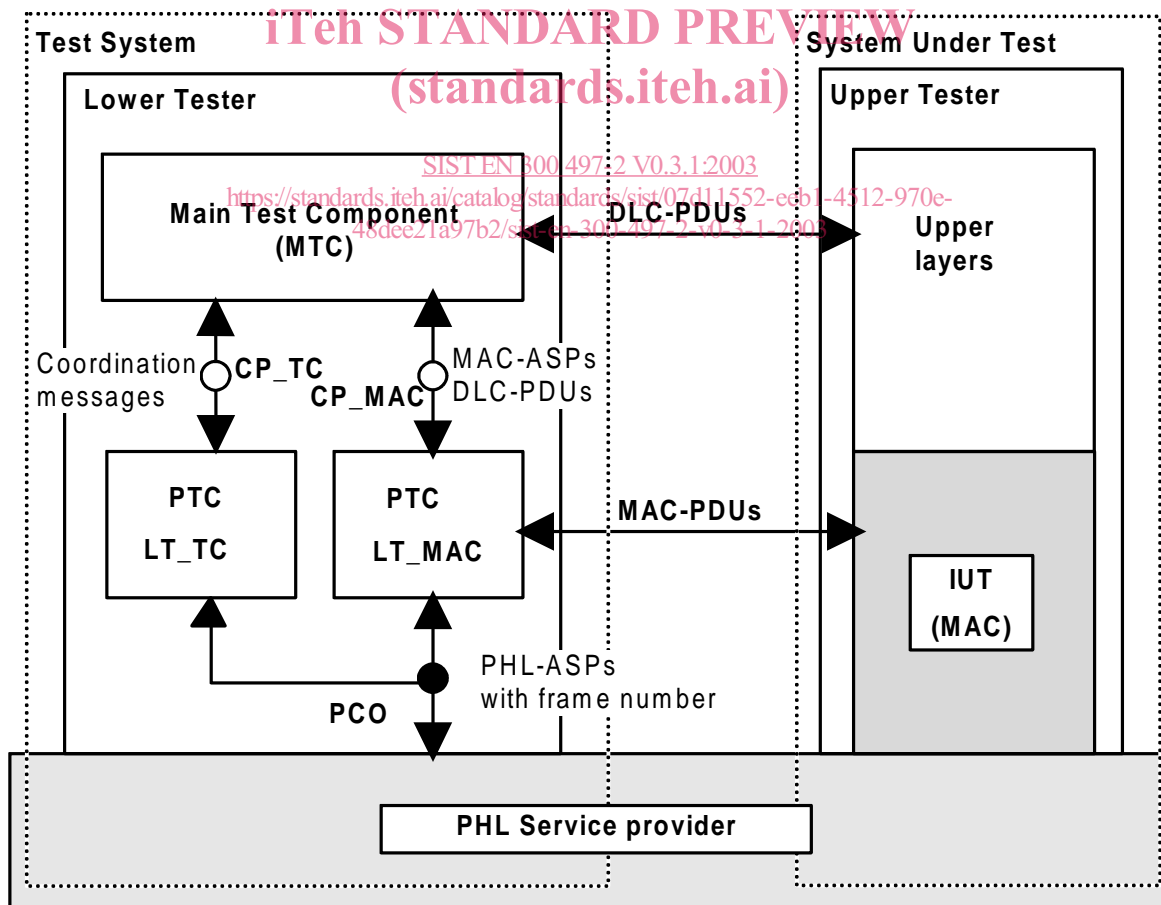 iTeh STANDARD PREVIEW
(standards.iteh.ai)
Test System
System Under Test
Lower Tester
Upper Tester
SIST EN 300 497-2 V0.3.1:2003
https://standards.iteh.ai/catalog/standards/sist/07d11552-eeb1-4512-970e-
48dee21a97b2/sist-en-300-497-2-v0-3-1-2003
Main Test Component
(MTC)
DLC-PDUs
Upper
layers
Coordination
messages
CP_TC
CP_MAC
MAC-ASPs
DLC-PDUs
PTC
LT_TC
PTC
LT_MAC
MAC-PDUs
IUT
(MAC)
PHL-ASPs
with frame number
PCO
PHL Service provider